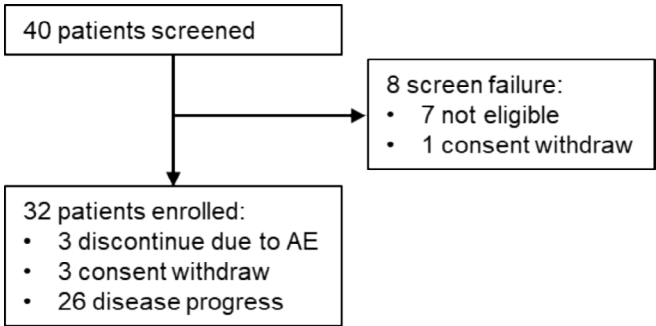 40 patients screened
8 screen failure:
• 7 not eligible
• 1 consent withdraw
32 patients enrolled:
• 3 discontinue due to AE
• 3 consent withdraw
• 26 disease progress